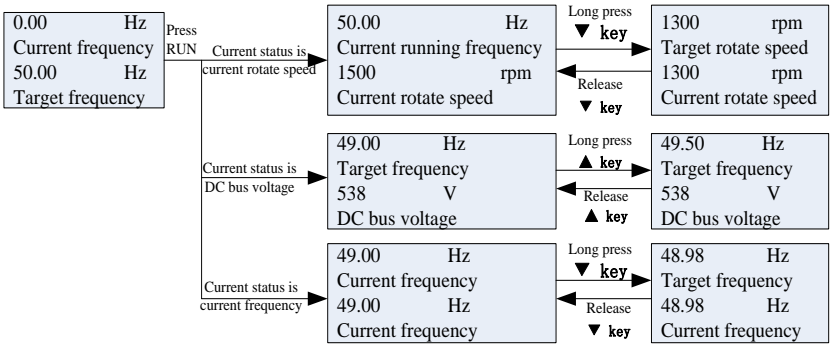 0.00 Hz
Current frequency
50.00 Hz
Target frequency
Press
RUN
Current status is
current rotate speed
50.00 Hz
Current running frequency
1500 rpm
Current rotate speed
Long press
▼ key
Release
▼ key
1300 rpm
Target rotate speed
1300 rpm
Current rotate speed
Current status is
DC bus voltage
49.00 Hz
Target frequency
538 V
DC bus voltage
Long press
▲ key
Release
▲ key
49.50 Hz
Target frequency
538 V
DC bus voltage
Current status is
current frequency
49.00 Hz
Current frequency
49.00 Hz
Current frequency
Long press
▼ key
Release
▼ key
48.98 Hz
Target frequency
48.98 Hz
Current frequency